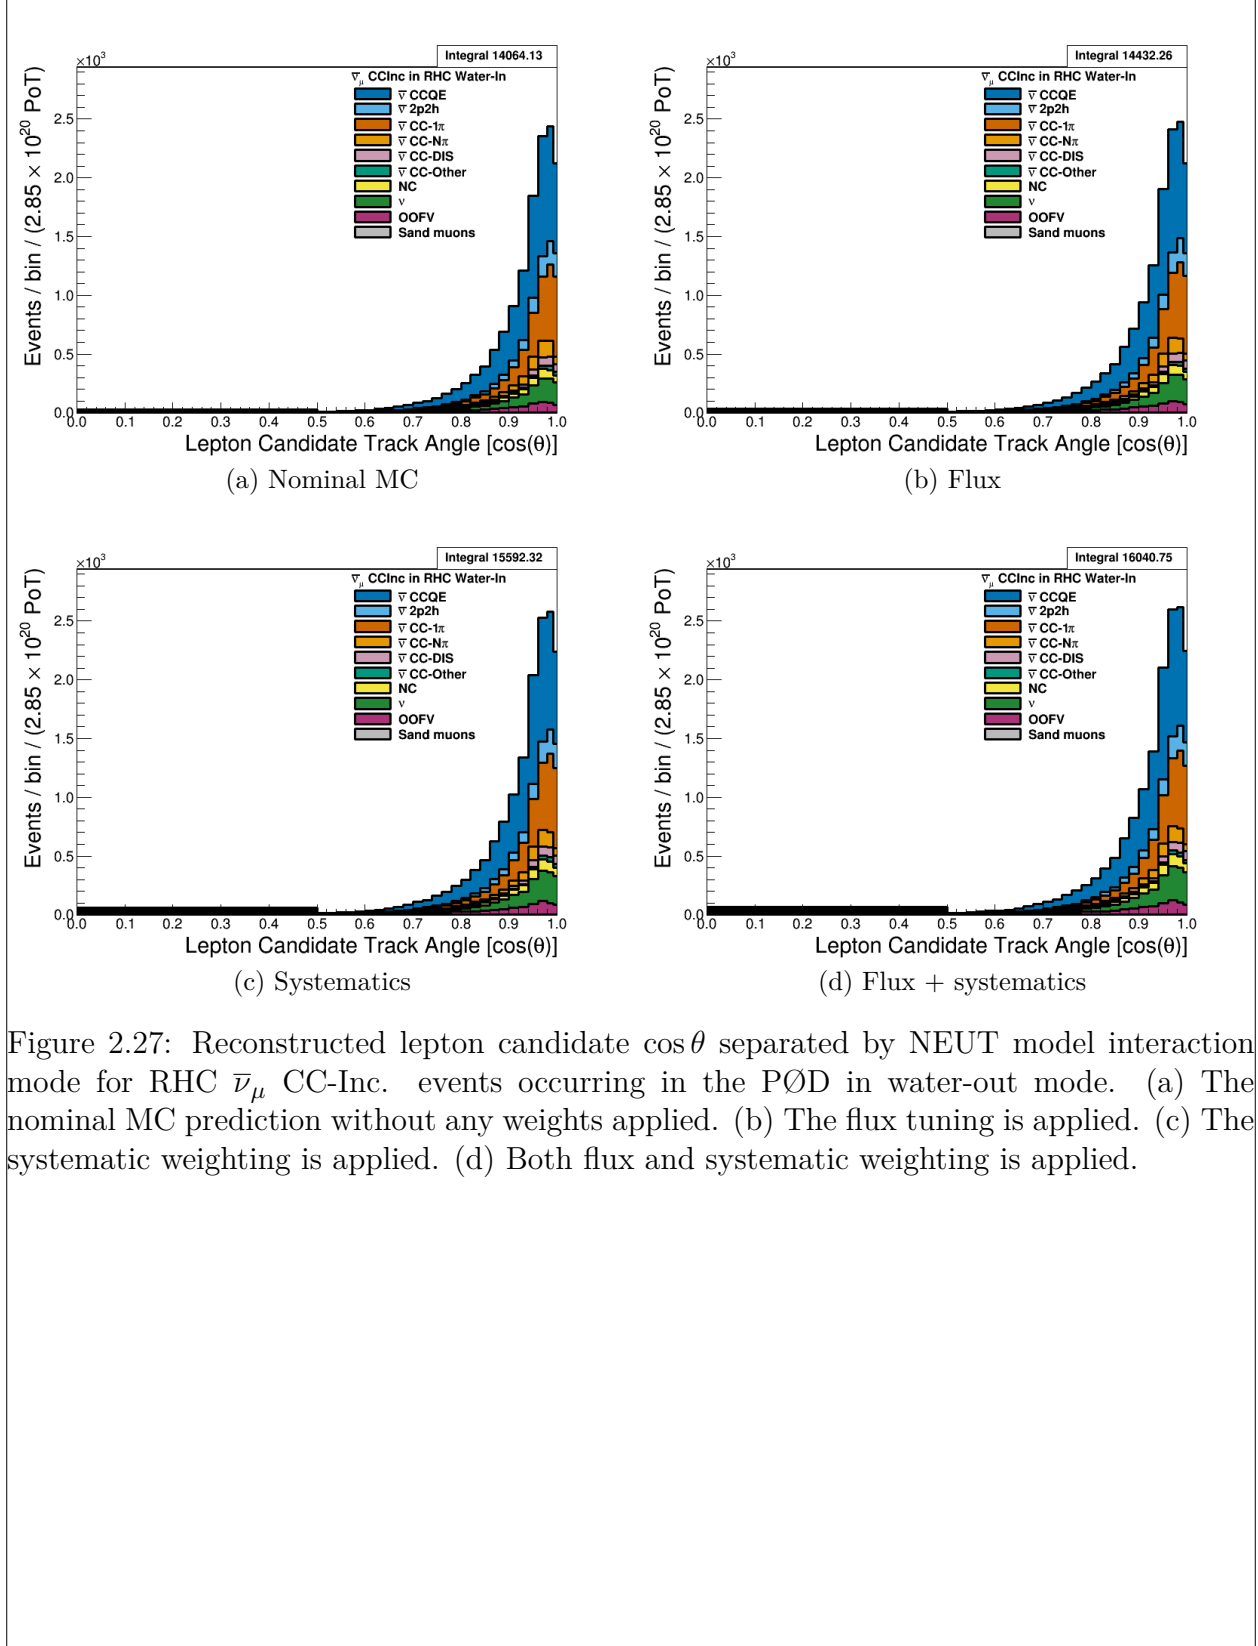 Integral 14064.13
×10³
ν̅μ CCInc in RHC Water-In
ν̅ CCQE
ν̅ 2p2h
ν̅ CC-1π
ν̅ CC-Nπ
ν̅ CC-DIS
ν̅ CC-Other
NC
ν
OOFV
Sand muons
Events / bin / (2.85 × 10²⁰ PoT)
2.5
2.0
1.5
1.0
0.5
0.0
0.0 0.1 0.2 0.3 0.4 0.5 0.6 0.7 0.8 0.9 1.0
Lepton Candidate Track Angle [cos(θ)]
(a) Nominal MC
Integral 14432.26
×10³
ν̅μ CCInc in RHC Water-In
ν̅ CCQE
ν̅ 2p2h
ν̅ CC-1π
ν̅ CC-Nπ
ν̅ CC-DIS
ν̅ CC-Other
NC
ν
OOFV
Sand muons
Events / bin / (2.85 × 10²⁰ PoT)
2.5
2.0
1.5
1.0
0.5
0.0
0.0 0.1 0.2 0.3 0.4 0.5 0.6 0.7 0.8 0.9 1.0
Lepton Candidate Track Angle [cos(θ)]
(b) Flux
Integral 15592.32
×10³
ν̅μ CCInc in RHC Water-In
ν̅ CCQE
ν̅ 2p2h
ν̅ CC-1π
ν̅ CC-Nπ
ν̅ CC-DIS
ν̅ CC-Other
NC
ν
OOFV
Sand muons
Events / bin / (2.85 × 10²⁰ PoT)
2.5
2.0
1.5
1.0
0.5
0.0
0.0 0.1 0.2 0.3 0.4 0.5 0.6 0.7 0.8 0.9 1.0
Lepton Candidate Track Angle [cos(θ)]
(c) Systematics
Integral 16040.75
×10³
ν̅μ CCInc in RHC Water-In
ν̅ CCQE
ν̅ 2p2h
ν̅ CC-1π
ν̅ CC-Nπ
ν̅ CC-DIS
ν̅ CC-Other
NC
ν
OOFV
Sand muons
Events / bin / (2.85 × 10²⁰ PoT)
2.5
2.0
1.5
1.0
0.5
0.0
0.0 0.1 0.2 0.3 0.4 0.5 0.6 0.7 0.8 0.9 1.0
Lepton Candidate Track Angle [cos(θ)]
(d) Flux + systematics
Figure 2.27: Reconstructed lepton candidate cos θ separated by NEUT model interaction
mode for RHC ν̅μ CC-Inc. events occurring in the PØD in water-out mode. (a) The
nominal MC prediction without any weights applied. (b) The flux tuning is applied. (c) The
systematic weighting is applied. (d) Both flux and systematic weighting is applied.